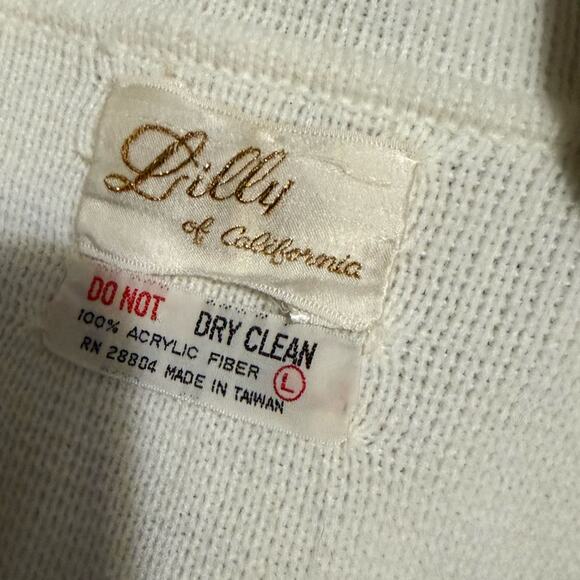 Lilly
of California
DO NOT DRY CLEAN
100% ACRYLIC FIBER
RN 28804 MADE IN TAIWAN
L